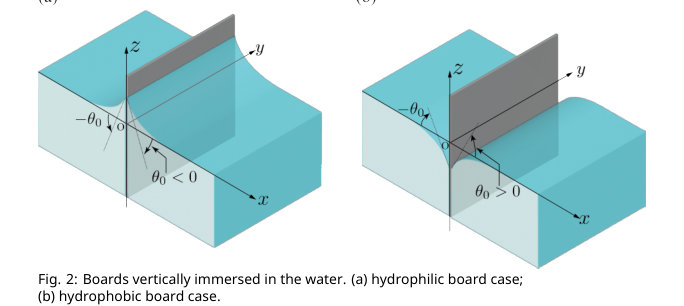 (a)
(b)
z
y
−θ₀
o
θ₀ < 0
x
z
y
−θ₀
o
θ₀ > 0
x
Fig. 2: Boards vertically immersed in the water. (a) hydrophilic board case;
(b) hydrophobic board case.